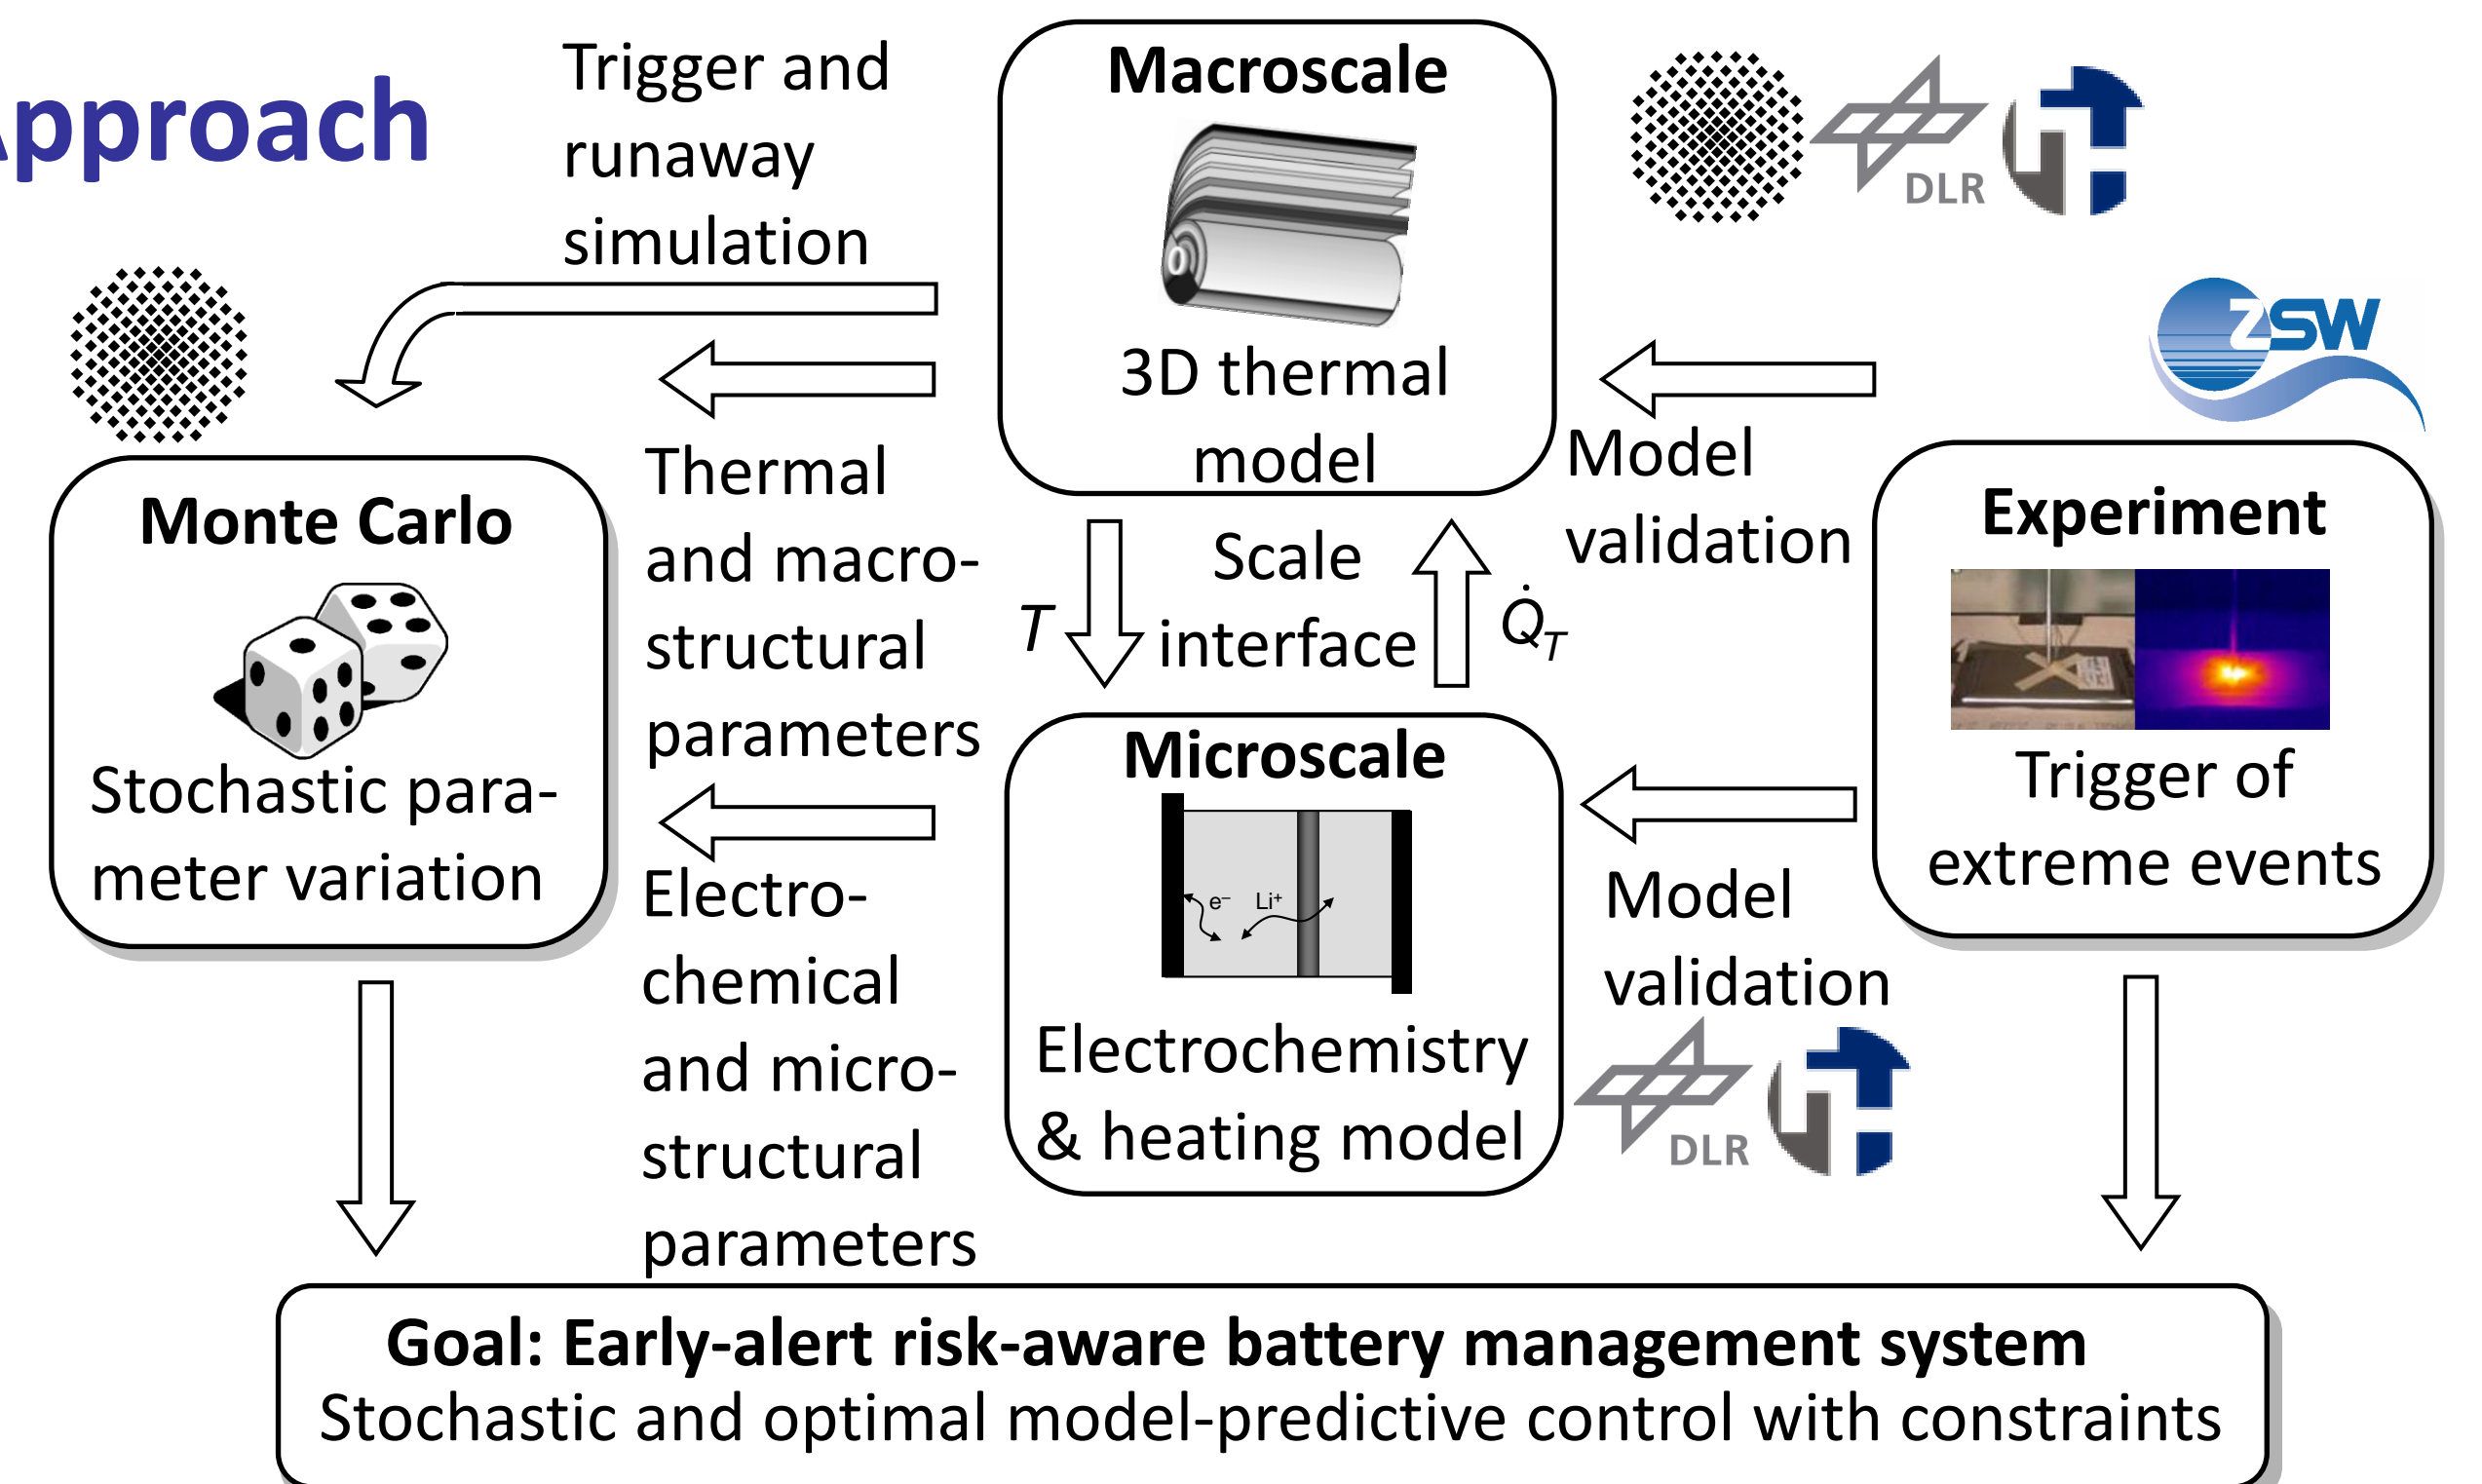 Approach
Trigger and
runaway
simulation
Macroscale
3D thermal
model
DLR
ZSW
Monte Carlo
Stochastic para-
meter variation
Thermal
and macro-
structural
parameters
T
Scale
interface
Q̇T
Model
validation
Experiment
Trigger of
extreme events
Microscale
e– Li+
Electrochemistry
& heating model
Electro-
chemical
and micro-
structural
parameters
Model
validation
DLR
Goal: Early-alert risk-aware battery management system
Stochastic and optimal model-predictive control with constraints